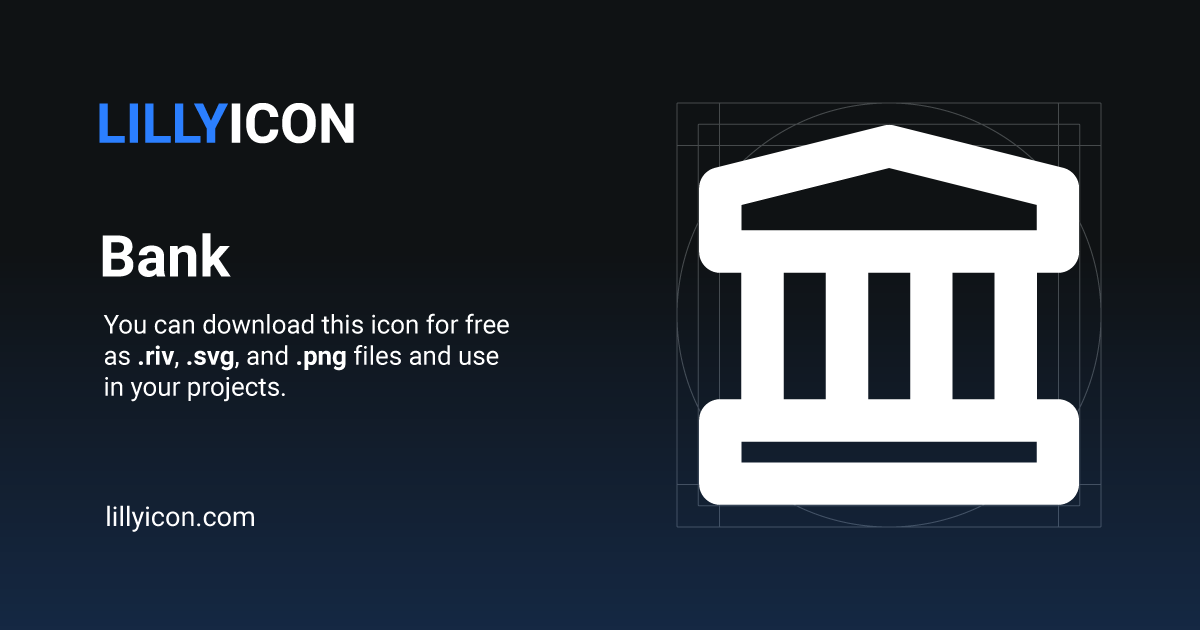 LILLYICON
Bank
You can download this icon for free
as .riv, .svg, and .png files and use
in your projects.
lillyicon.com